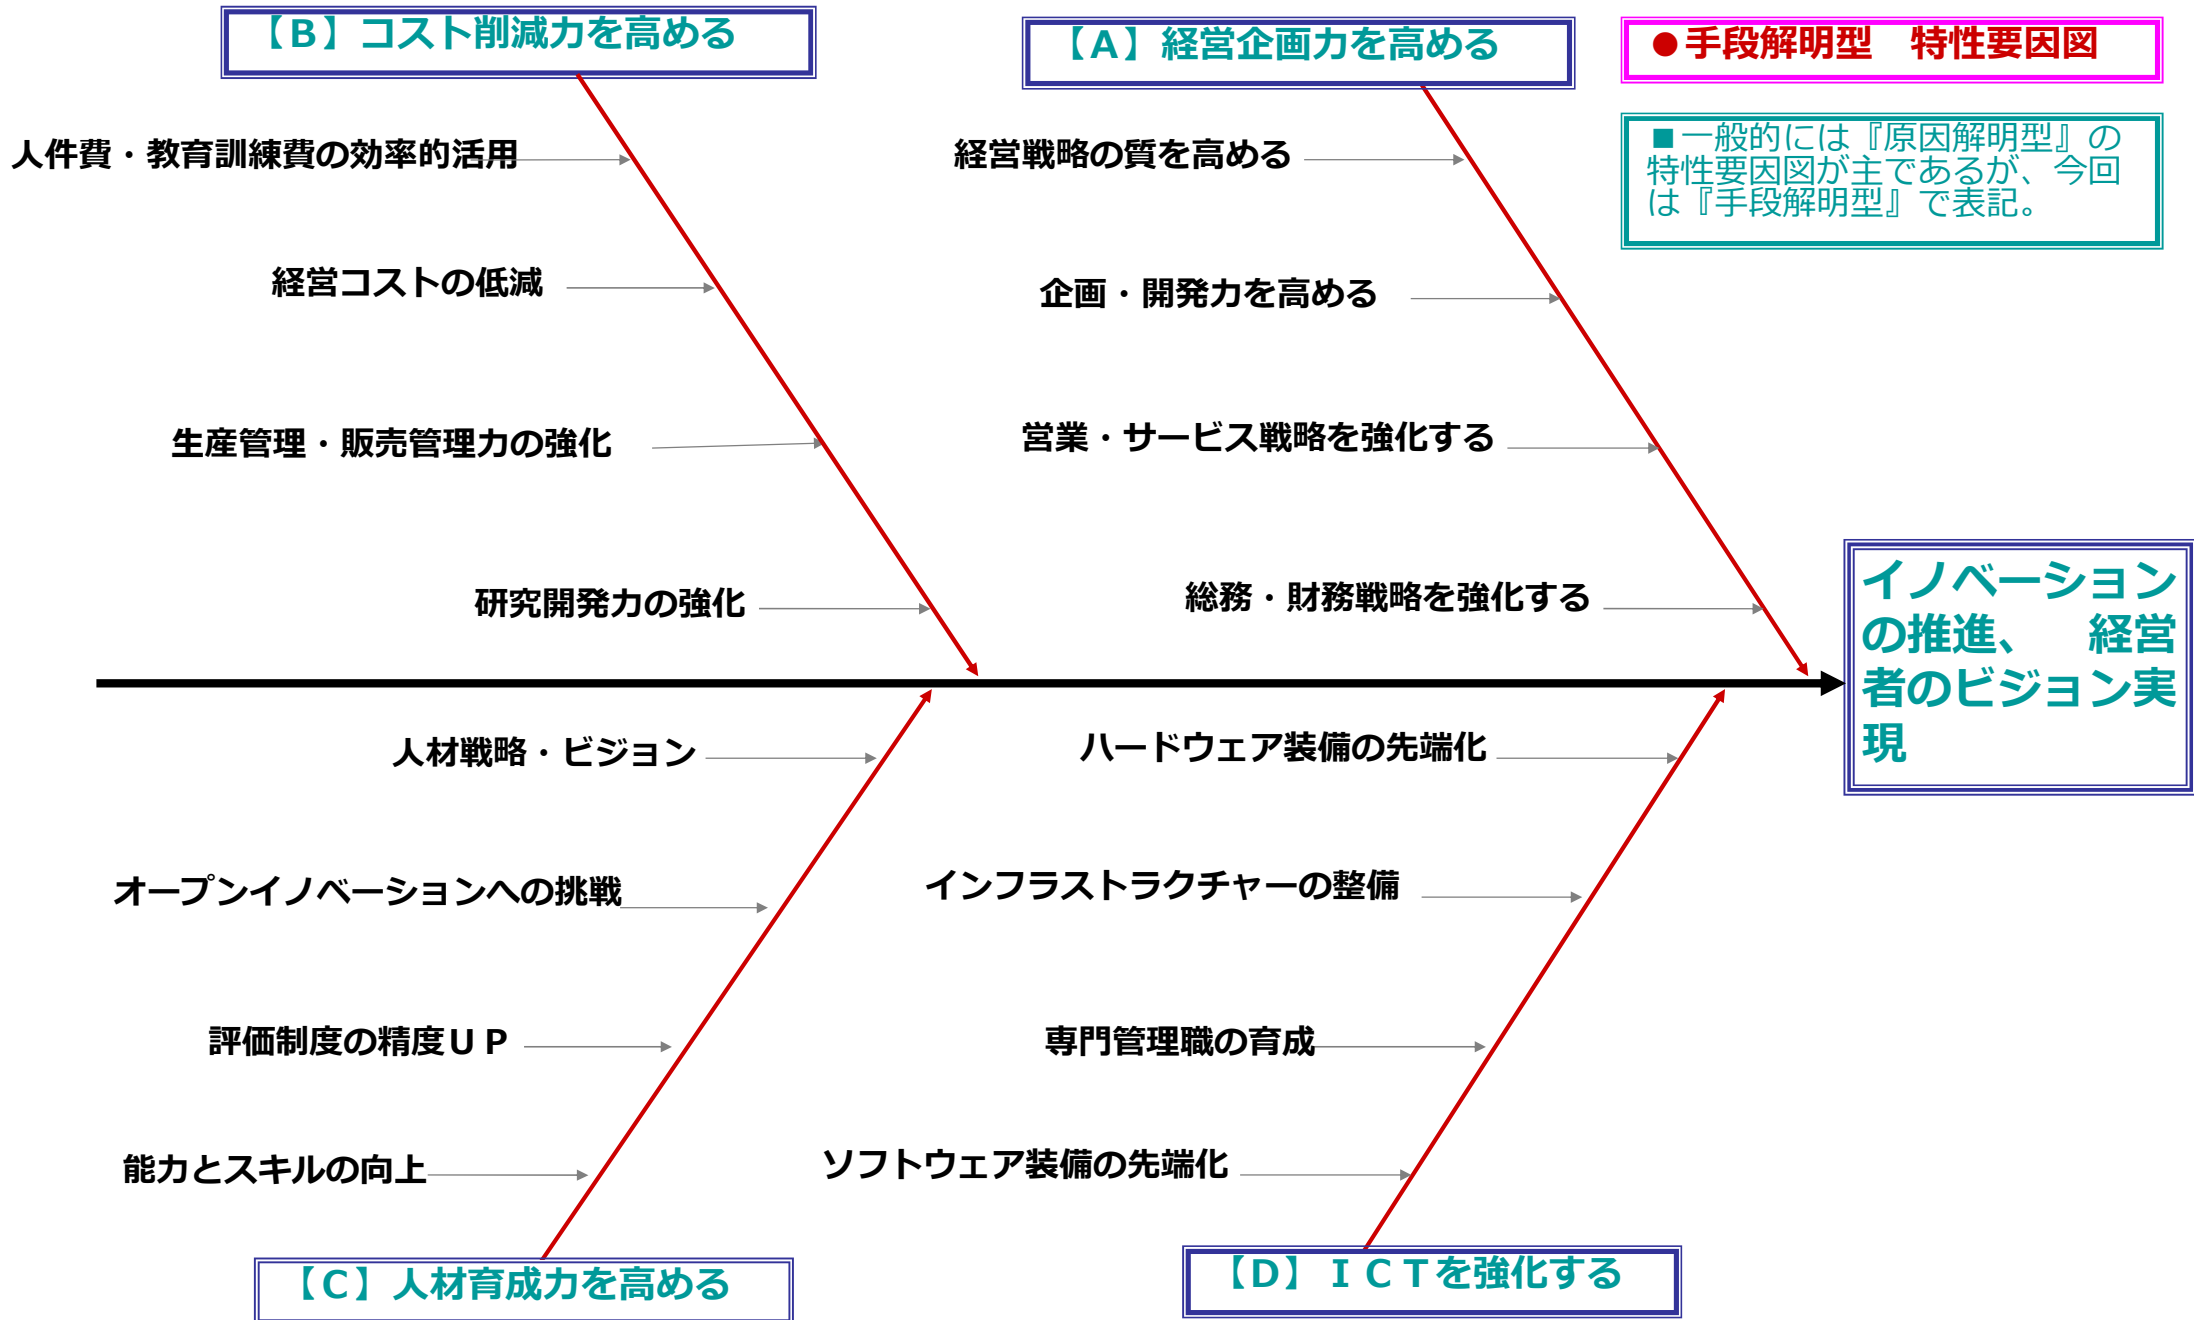 【Ｂ】コスト削減力を高める
【Ａ】経営企画力を高める
●手段解明型　特性要因図
■一般的には『原因解明型』の
特性要因図が主であるが、今回
は『手段解明型』で表記。
人件費・教育訓練費の効率的活用
経営コストの低減
生産管理・販売管理力の強化
研究開発力の強化
経営戦略の質を高める
企画・開発力を高める
営業・サービス戦略を強化する
総務・財務戦略を強化する
イノベーション
の推進、　経営
者のビジョン実
現
人材戦略・ビジョン
オープンイノベーションへの挑戦
評価制度の精度ＵＰ
能力とスキルの向上
ハードウェア装備の先端化
インフラストラクチャーの整備
専門管理職の育成
ソフトウェア装備の先端化
【Ｃ】人材育成力を高める
【Ｄ】ＩＣＴを強化する